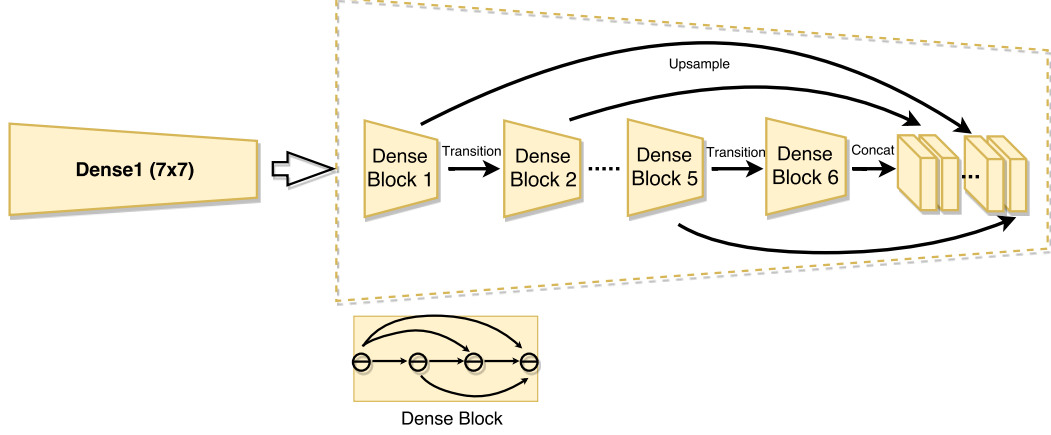 Upsample
Dense1 (7x7)
Dense
Block 1
Transition
Dense
Block 2
Dense
Block 5
Transition
Dense
Block 6
Concat
Dense Block